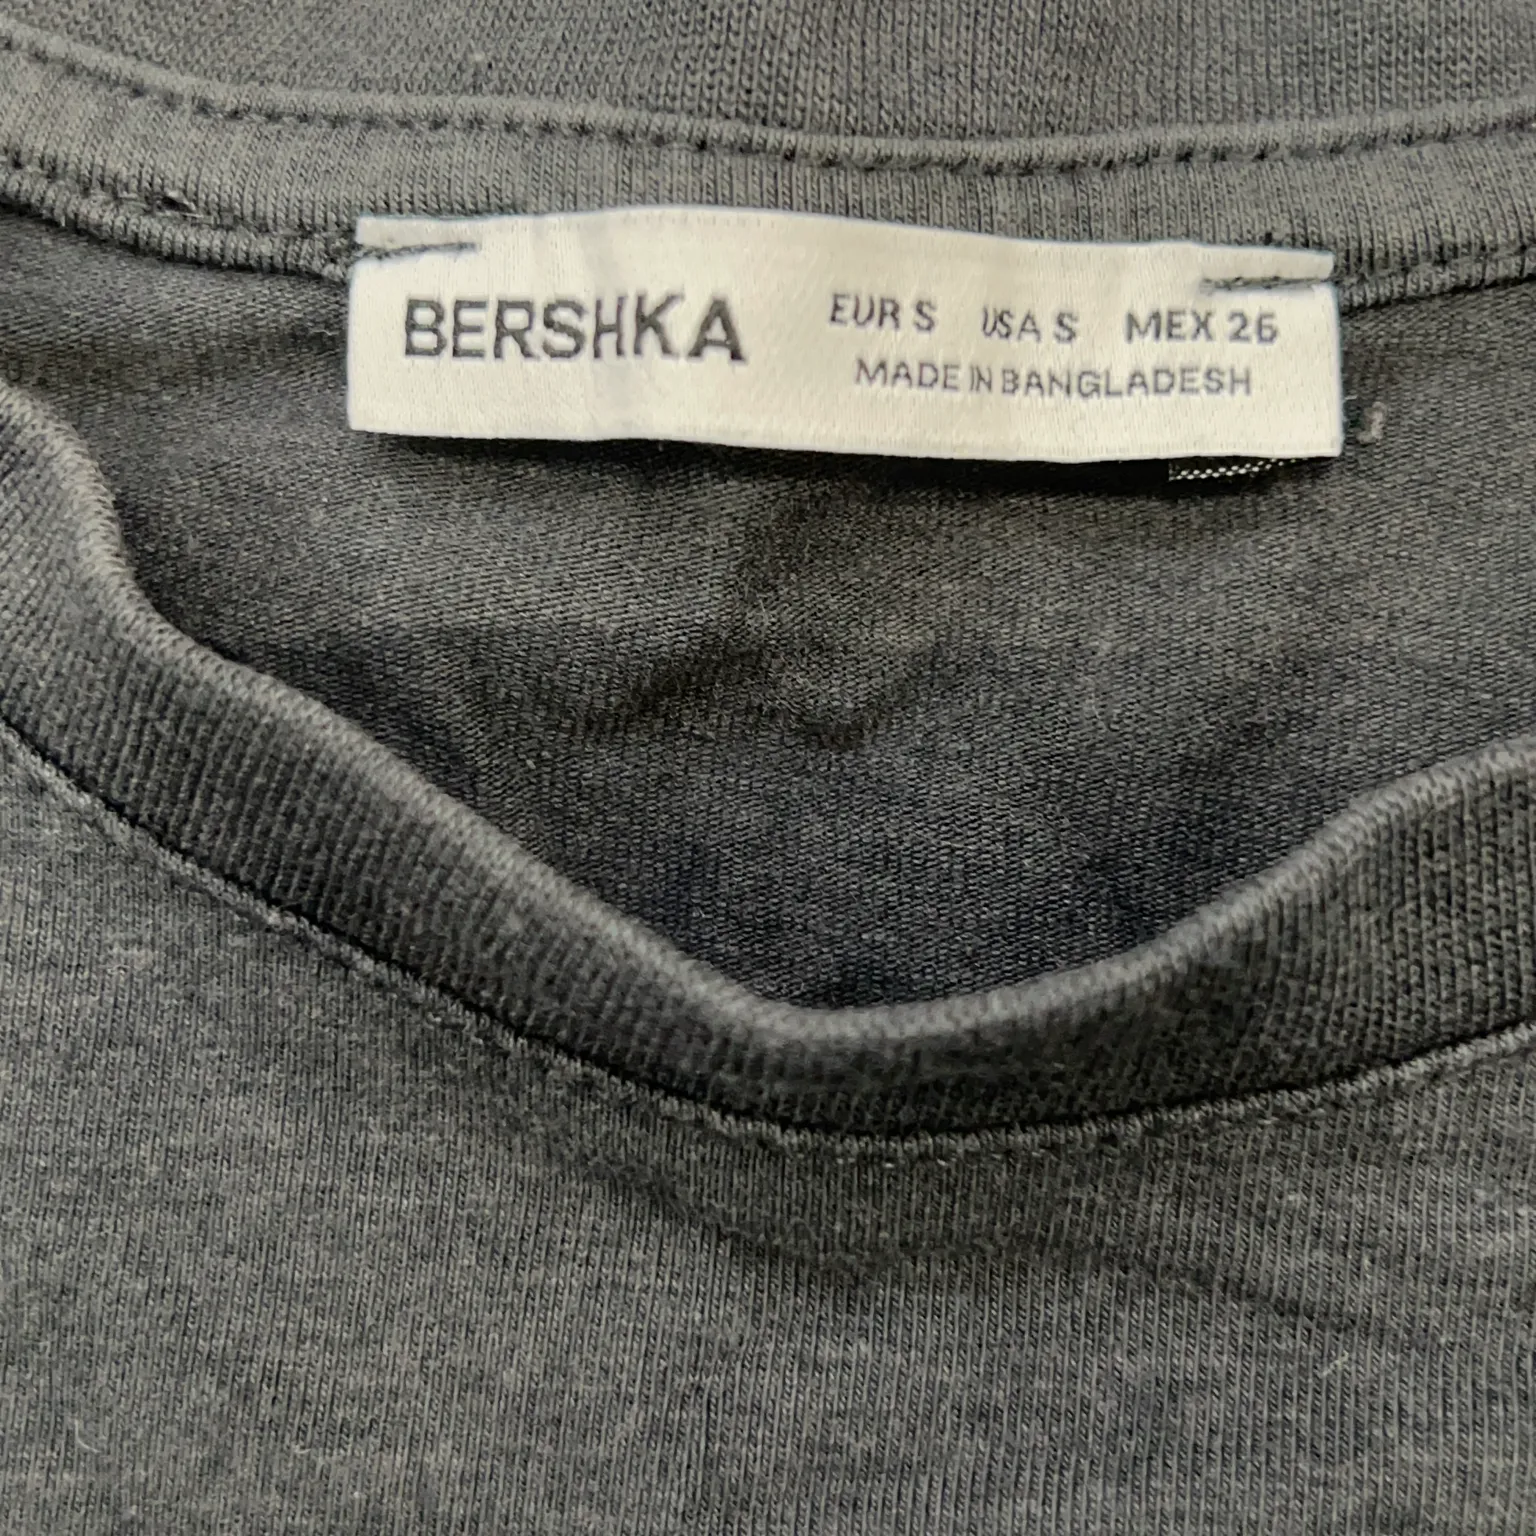 BERSHKA EUR S USA S MEX 26
MADE IN BANGLADESH